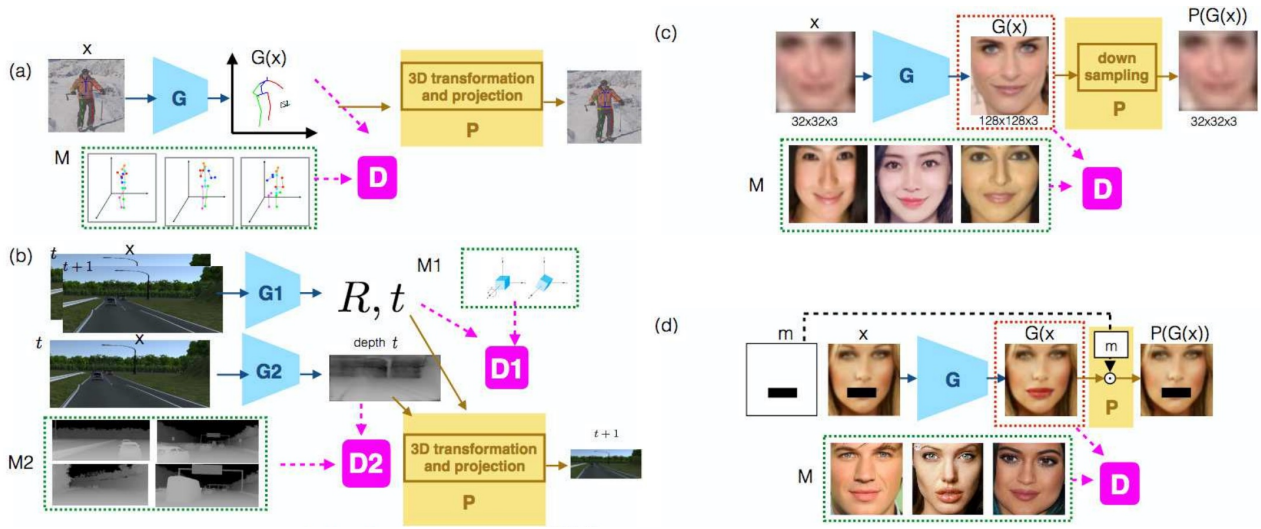 (a)
x
G
G(x)
3D transformation
and projection
P
M
D
(b)
t
x
t+1
G1
R, t
M1
D1
t
x
G2
depth t
M2
D2
3D transformation
and projection
P
t+1
(c)
x
32x32x3
G
G(x)
128x128x3
down
sampling
P
P(G(x))
32x32x3
M
D
(d)
m
x
G
G(x
m
P
P(G(x))
M
D